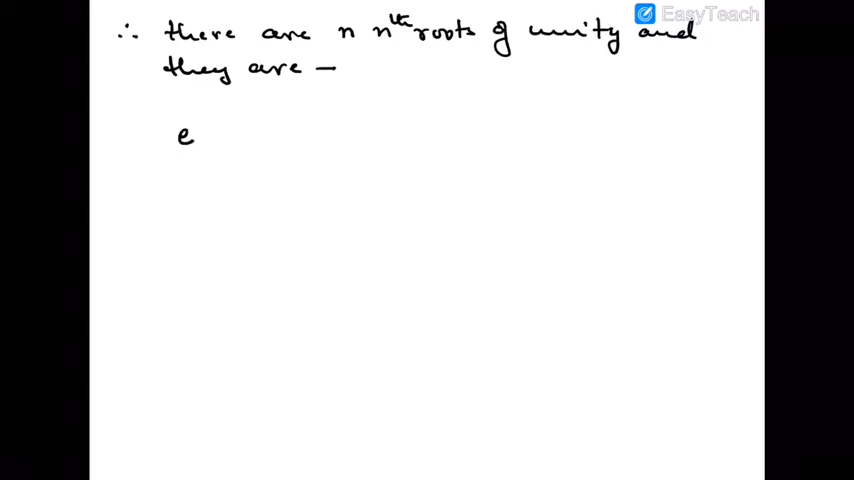 EasyTeach
∴ there are n nᵗʰ roots of unity and
they are —
e